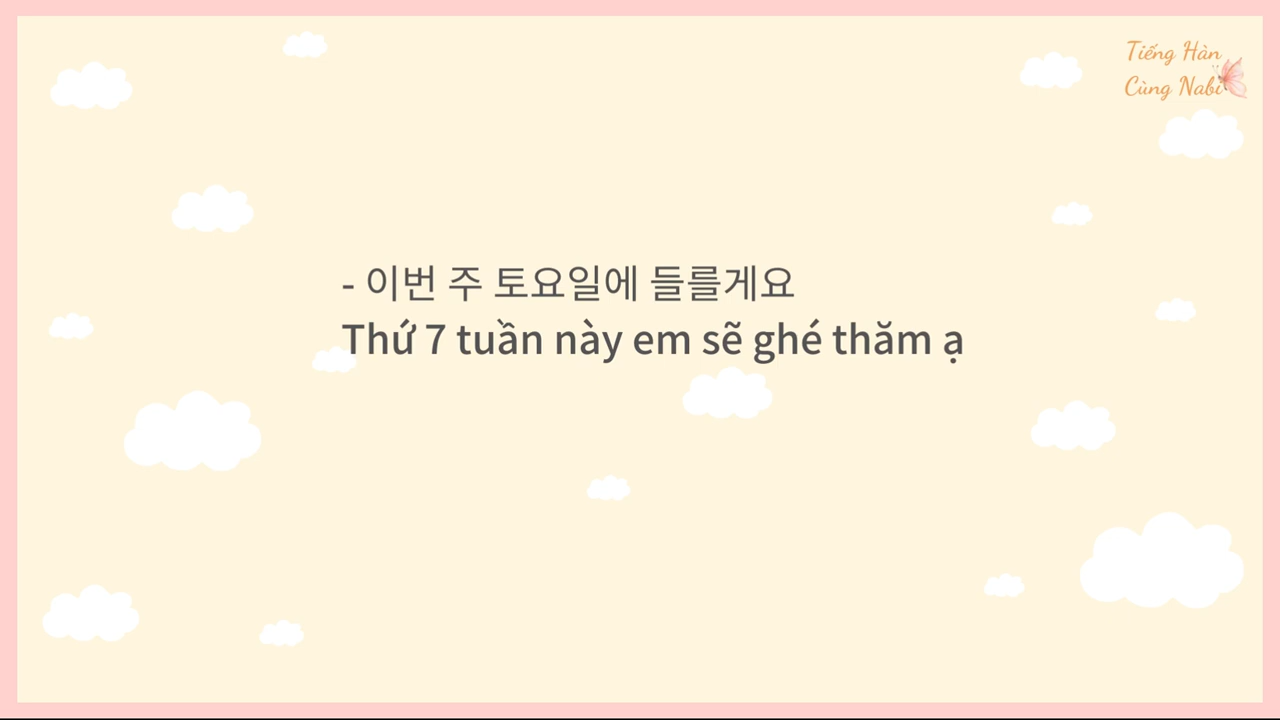 Tiếng Hàn
Cùng Nabi
- 이번 주 토요일에 들를게요
Thứ 7 tuần này em sẽ ghé thăm ạ